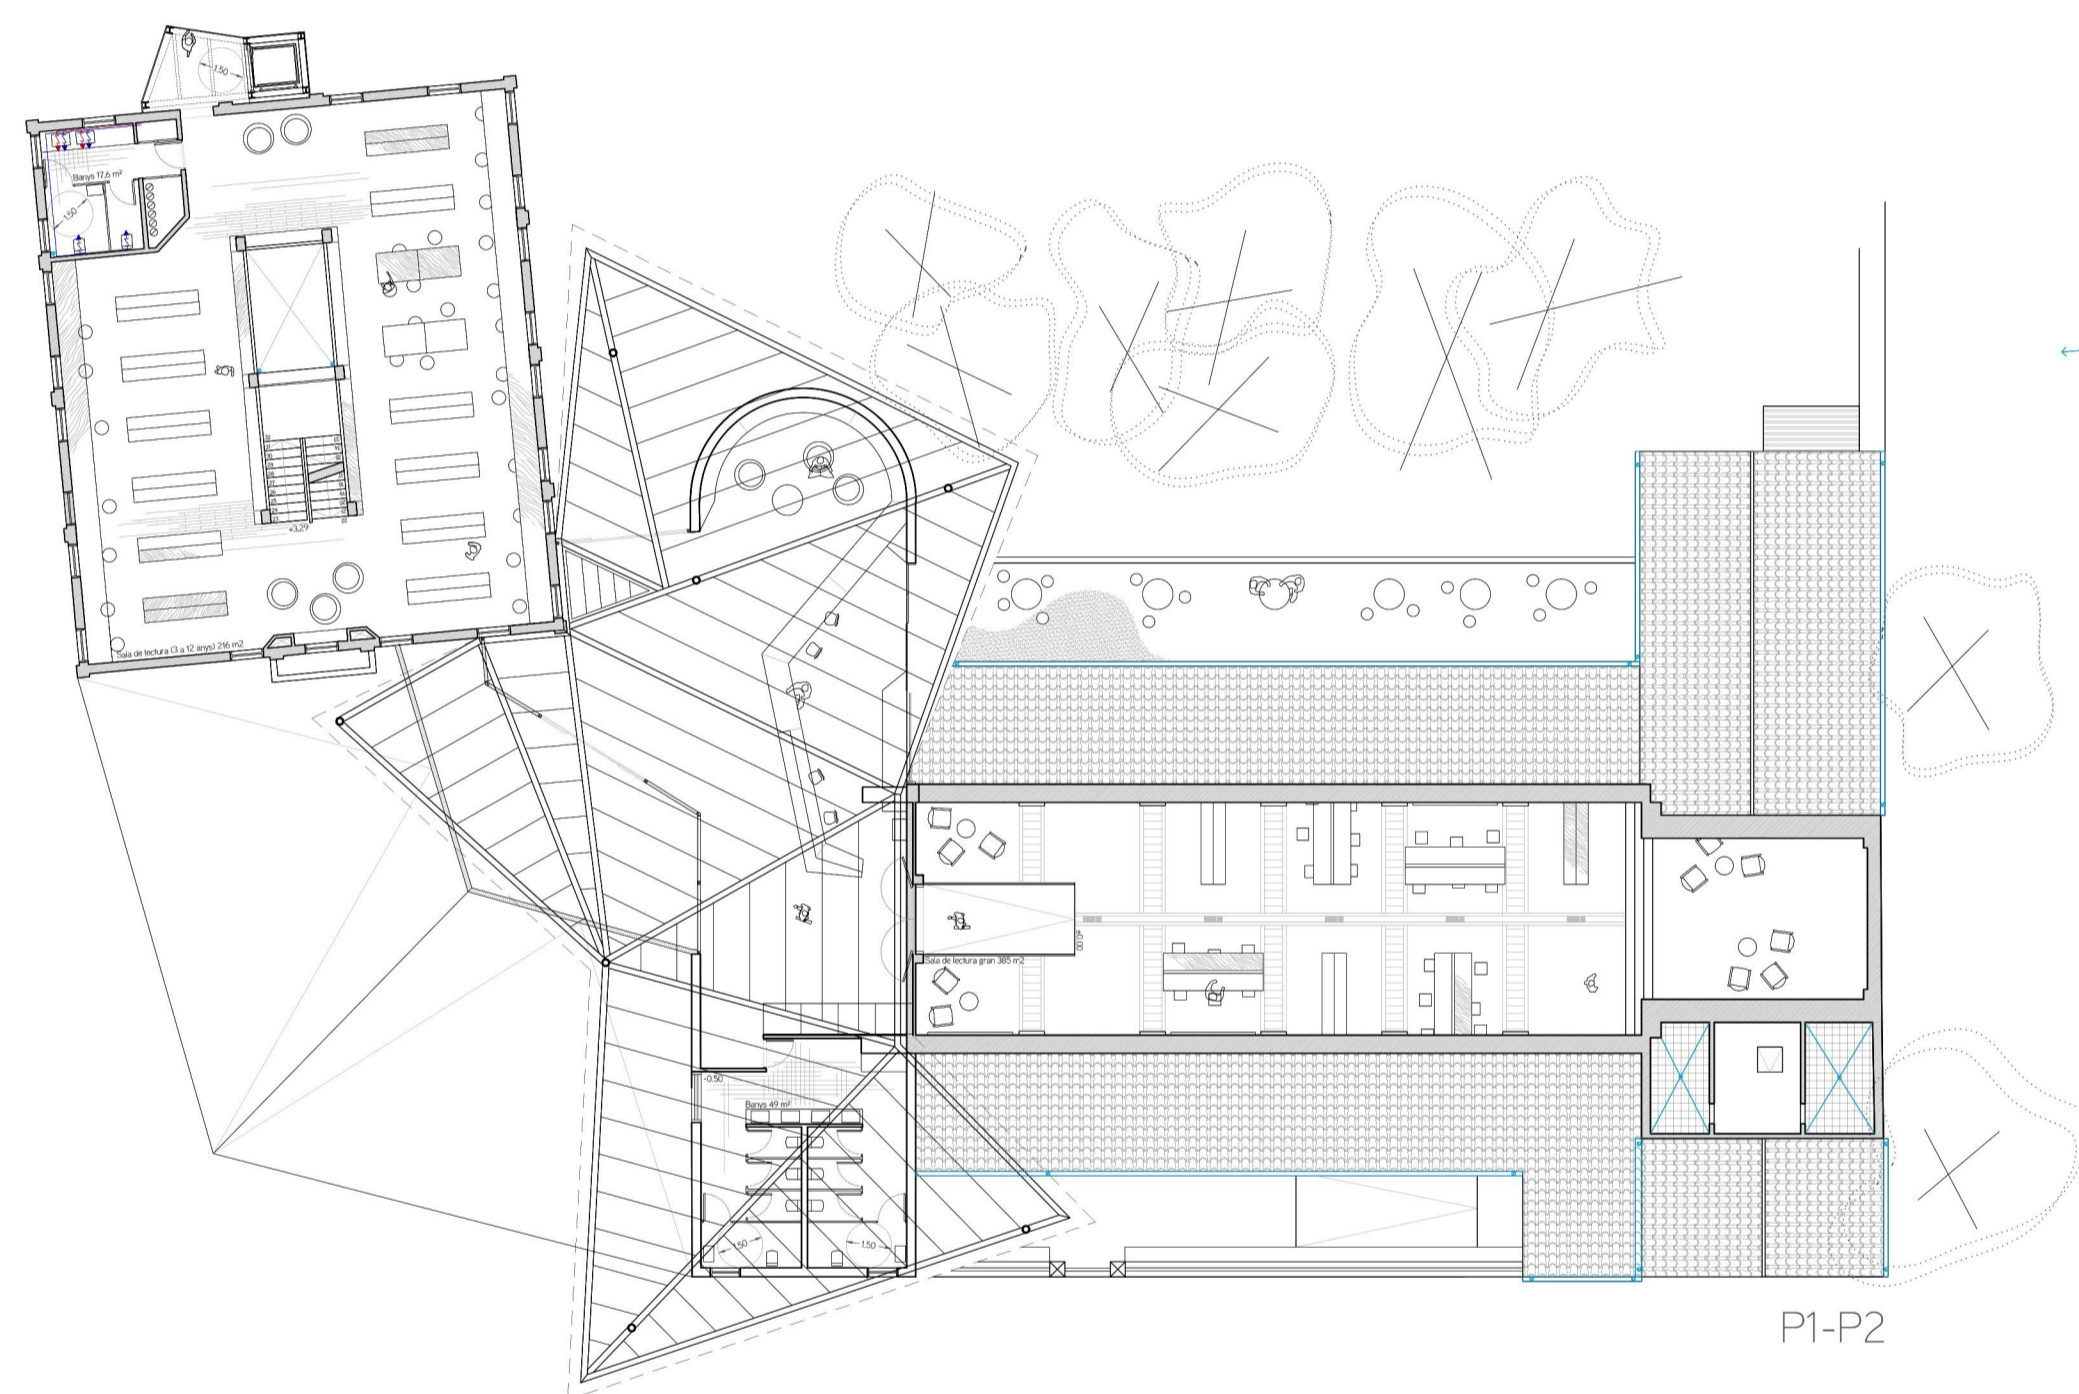 1.50
Banys 17,6 m²
1.50
+3,29
Sala de lectura (3 a 12 anys) 216 m2
±0.00
Sala de lectura gran 385 m2
-0.50
Banys 49 m²
1.50
1.50
P1-P2